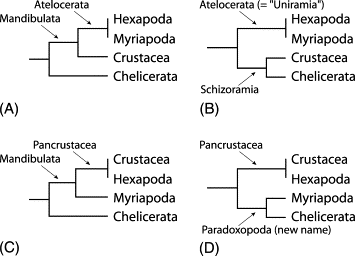 Atelocerata
Mandibulata
Hexapoda
Myriapoda
Crustacea
Chelicerata
(A)
Atelocerata (= "Uniramia")
Hexapoda
Myriapoda
Crustacea
Chelicerata
Schizoramia
(B)
Pancrustacea
Mandibulata
Crustacea
Hexapoda
Myriapoda
Chelicerata
(C)
Pancrustacea
Crustacea
Hexapoda
Myriapoda
Chelicerata
Paradoxopoda (new name)
(D)